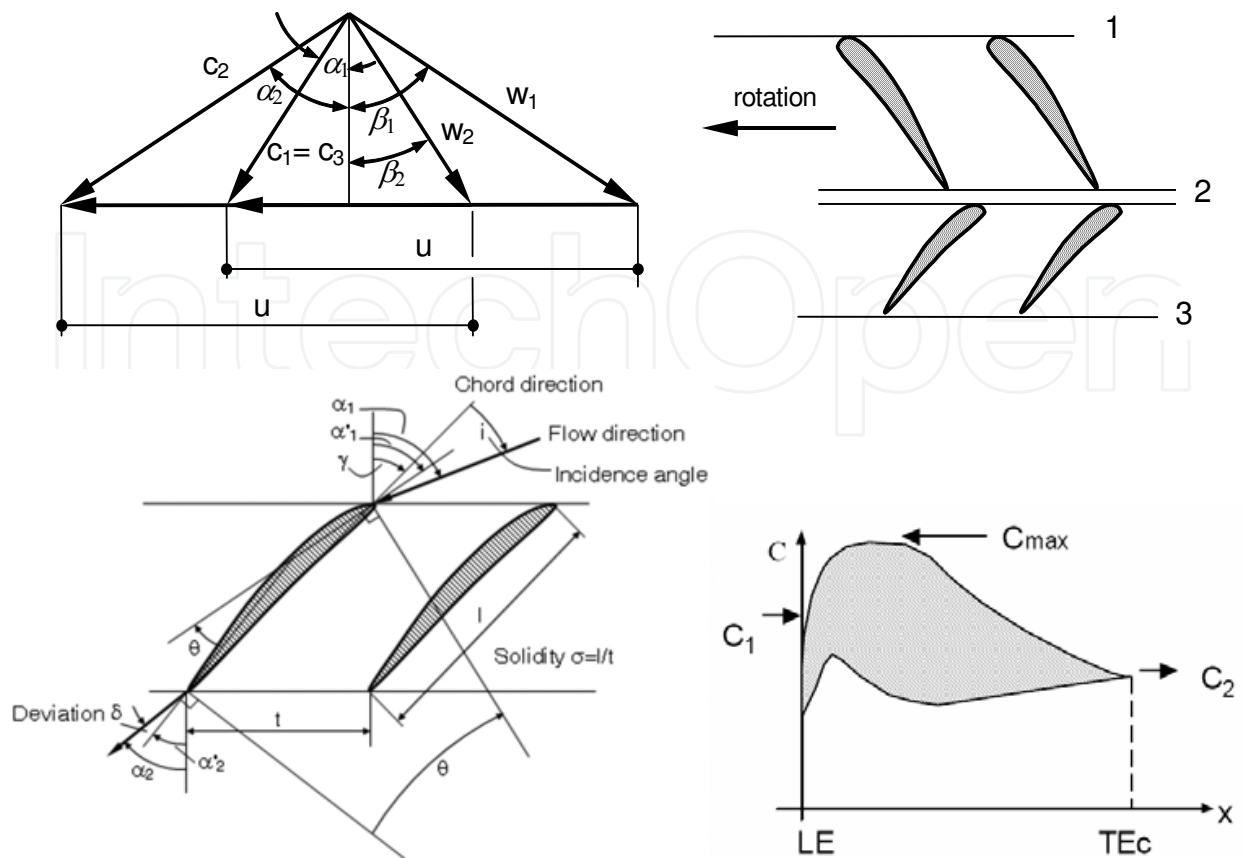 c₂
α₂
α₁
β₁
w₁
w₂
c₁= c₃
β₂
u
u
1
rotation
2
3
IntechOpen
Chord direction
α₁
α'₁
γ
i
Flow direction
Incidence angle
θ
l
Solidity σ=l/t
Deviation δ
t
α₂
α'₂
θ
C
Cmax
C₁
C₂
x
LE
TEc